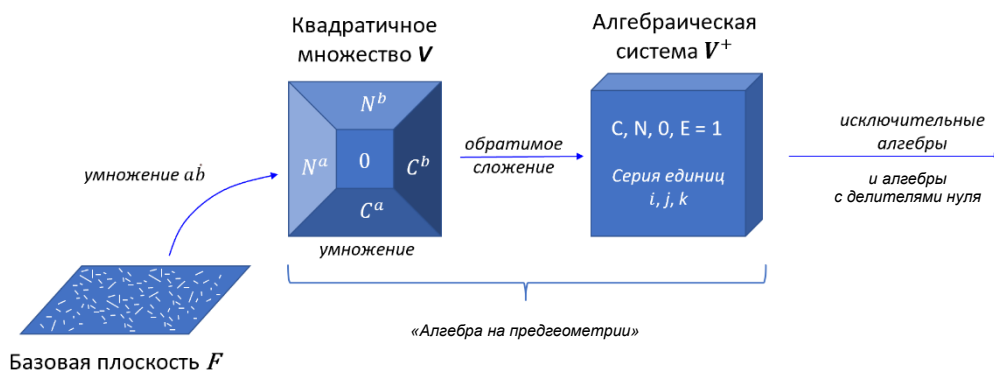 Квадратичное
множество V
Алгебраическая
система V⁺
умножение aḃ
Nᵇ
Nᵃ
0
Cᵇ
Cᵃ
умножение
обратимое
сложение
C, N, 0, E = 1
Серия единиц
i, j, k
исключительные
алгебры
и алгебры
с делителями нуля
«Алгебра на предгеометрии»
Базовая плоскость F